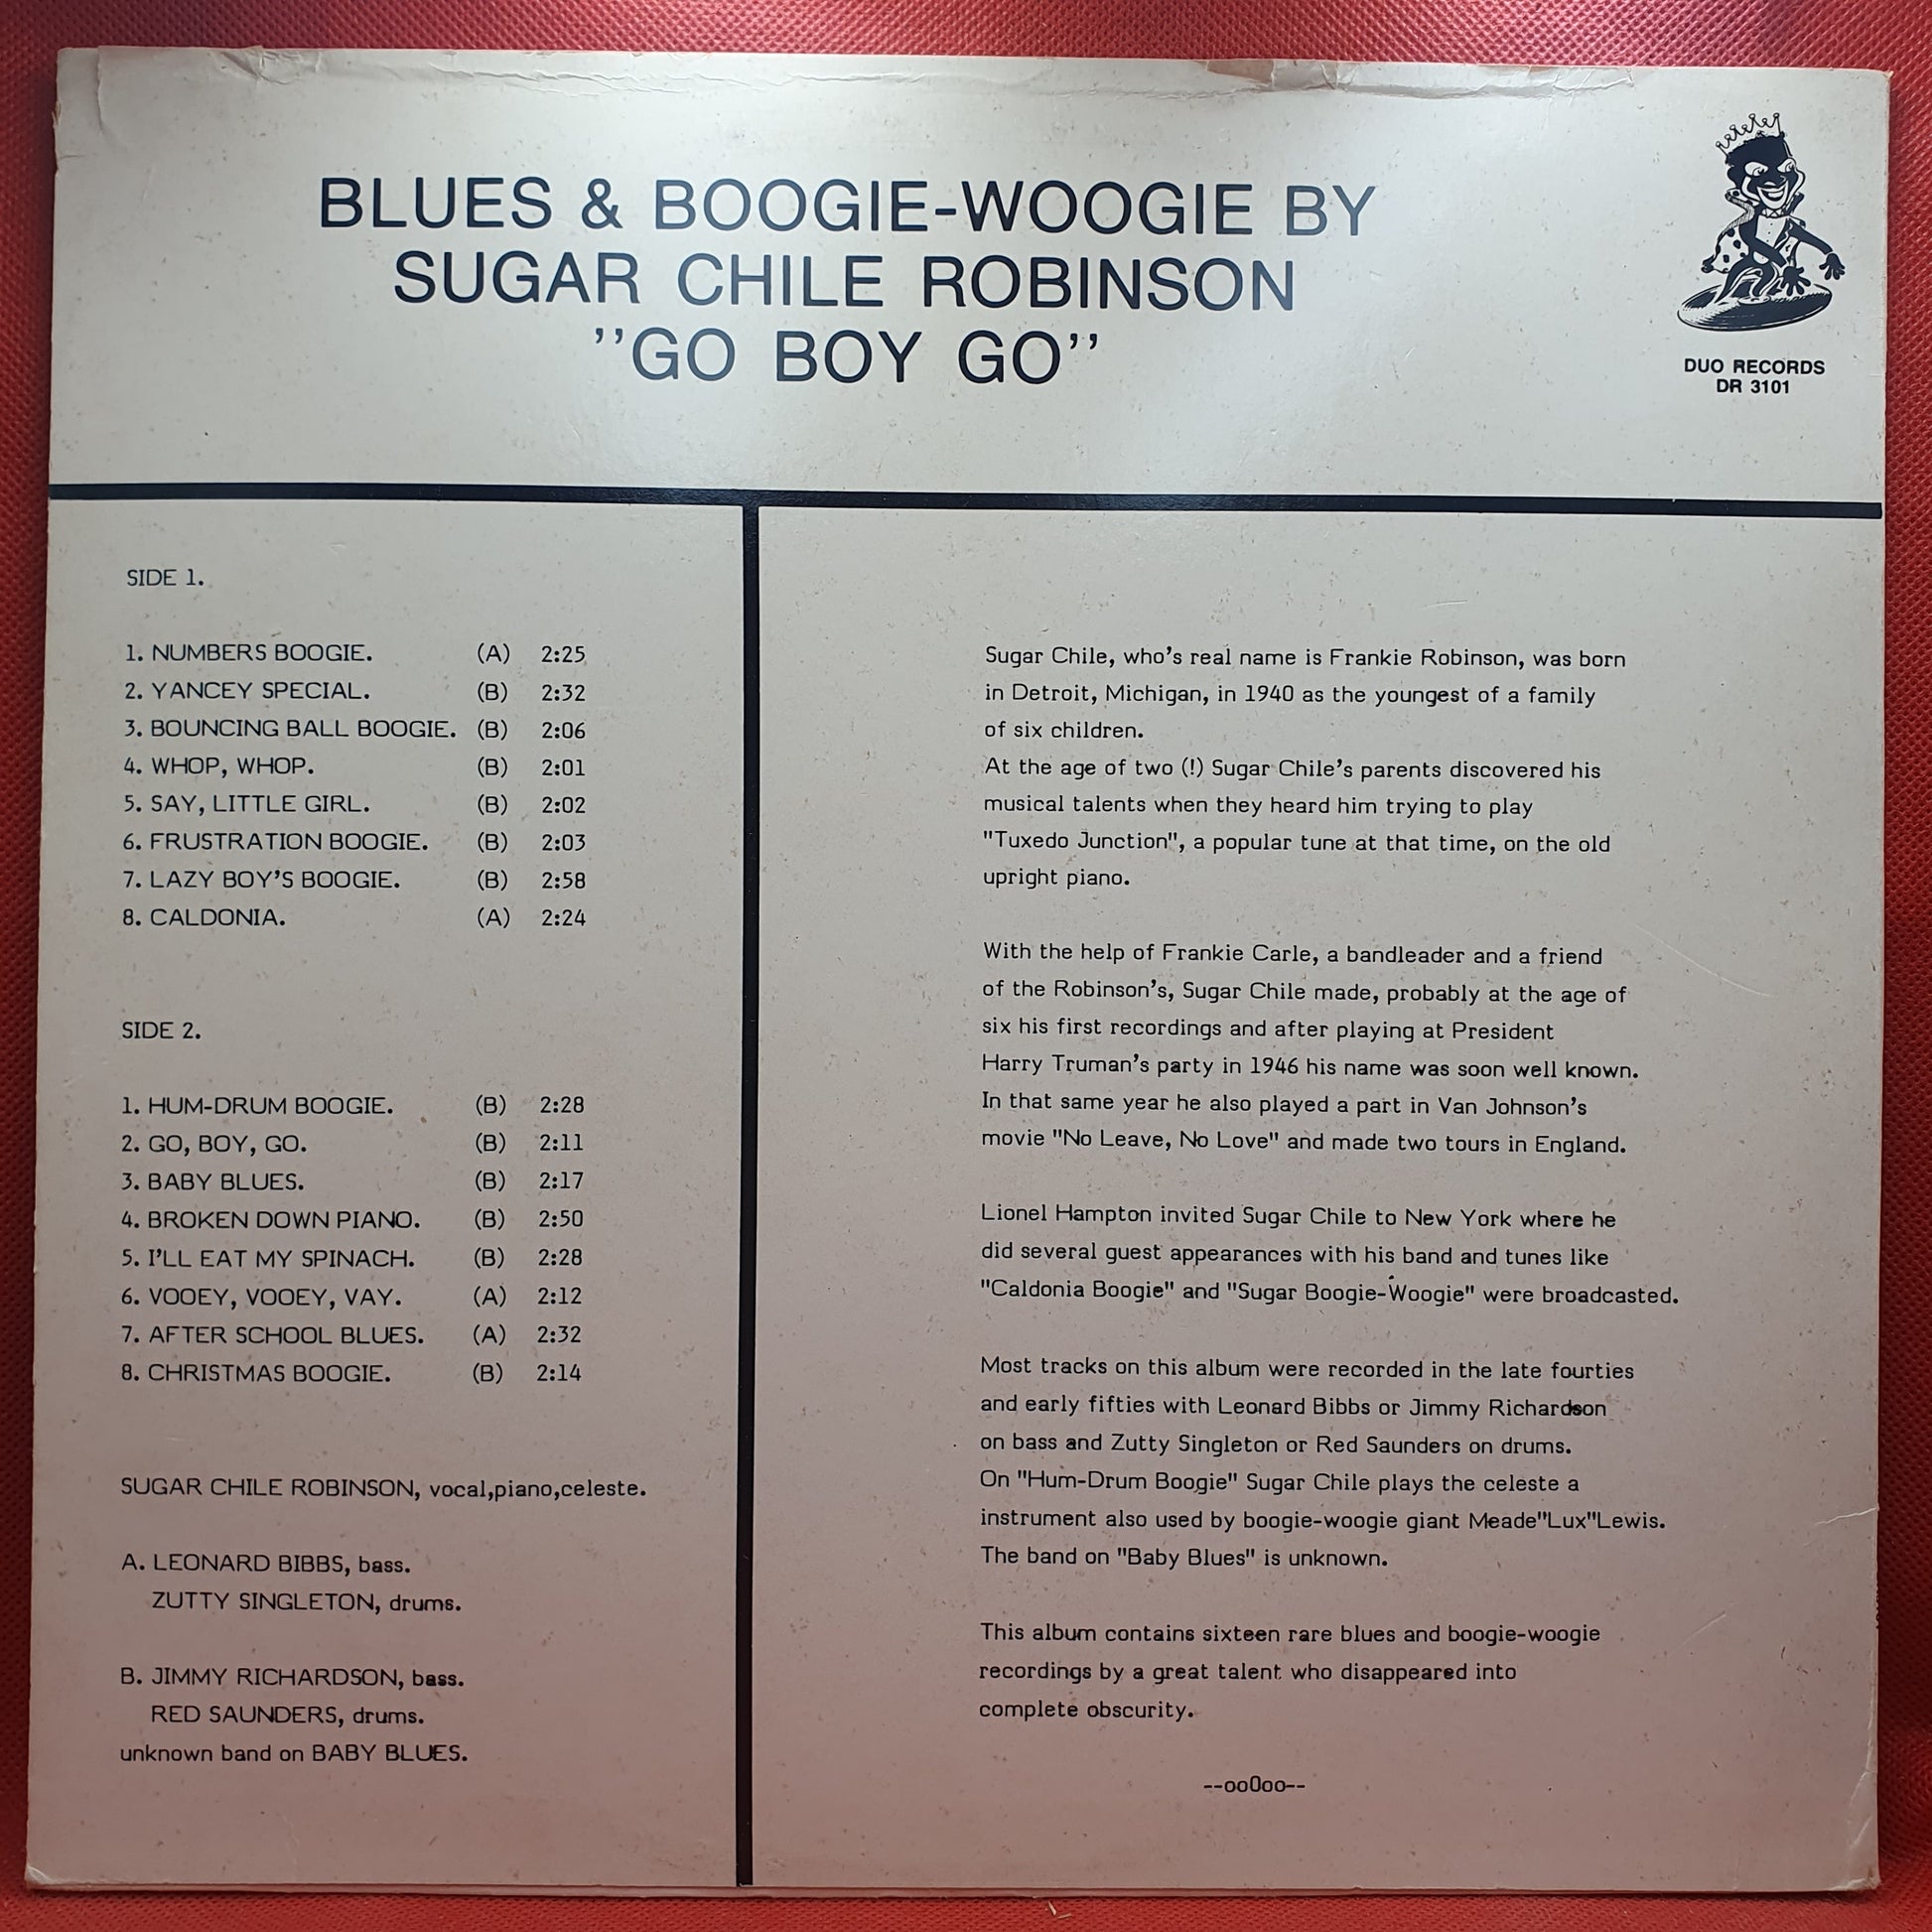 BLUES & BOOGIE-WOOGIE BY
SUGAR CHILE ROBINSON
"GO BOY GO"
DUO RECORDS
DR 3101
SIDE 1.
1. NUMBERS BOOGIE. (A) 2:25
2. YANCEY SPECIAL. (B) 2:32
3. BOUNCING BALL BOOGIE. (B) 2:06
4. WHOP, WHOP. (B) 2:01
5. SAY, LITTLE GIRL. (B) 2:02
6. FRUSTRATION BOOGIE. (B) 2:03
7. LAZY BOY'S BOOGIE. (B) 2:58
8. CALDONIA. (A) 2:24
SIDE 2.
1. HUM-DRUM BOOGIE. (B) 2:28
2. GO, BOY, GO. (B) 2:11
3. BABY BLUES. (B) 2:17
4. BROKEN DOWN PIANO. (B) 2:50
5. I'LL EAT MY SPINACH. (B) 2:28
6. VOOEY, VOOEY, VAY. (A) 2:12
7. AFTER SCHOOL BLUES. (A) 2:32
8. CHRISTMAS BOOGIE. (B) 2:14
SUGAR CHILE ROBINSON, vocal,piano,celeste.
A. LEONARD BIBBS, bass.
ZUTTY SINGLETON, drums.
B. JIMMY RICHARDSON, bass.
RED SAUNDERS, drums.
unknown band on BABY BLUES.
Sugar Chile, who's real name is Frankie Robinson, was born
in Detroit, Michigan, in 1940 as the youngest of a family
of six children.
At the age of two (!) Sugar Chile's parents discovered his
musical talents when they heard him trying to play
"Tuxedo Junction", a popular tune at that time, on the old
upright piano.
With the help of Frankie Carle, a bandleader and a friend
of the Robinson's, Sugar Chile made, probably at the age of
six his first recordings and after playing at President
Harry Truman's party in 1946 his name was soon well known.
In that same year he also played a part in Van Johnson's
movie "No Leave, No Love" and made two tours in England.
Lionel Hampton invited Sugar Chile to New York where he
did several guest appearances with his band and tunes like
"Caldonia Boogie" and "Sugar Boogie-Woogie" were broadcasted.
Most tracks on this album were recorded in the late fourties
and early fifties with Leonard Bibbs or Jimmy Richardson
on bass and Zutty Singleton or Red Saunders on drums.
On "Hum-Drum Boogie" Sugar Chile plays the celeste a
instrument also used by boogie-woogie giant Meade"Lux"Lewis.
The band on "Baby Blues" is unknown.
This album contains sixteen rare blues and boogie-woogie
recordings by a great talent who disappeared into
complete obscurity.
--ooOoo--